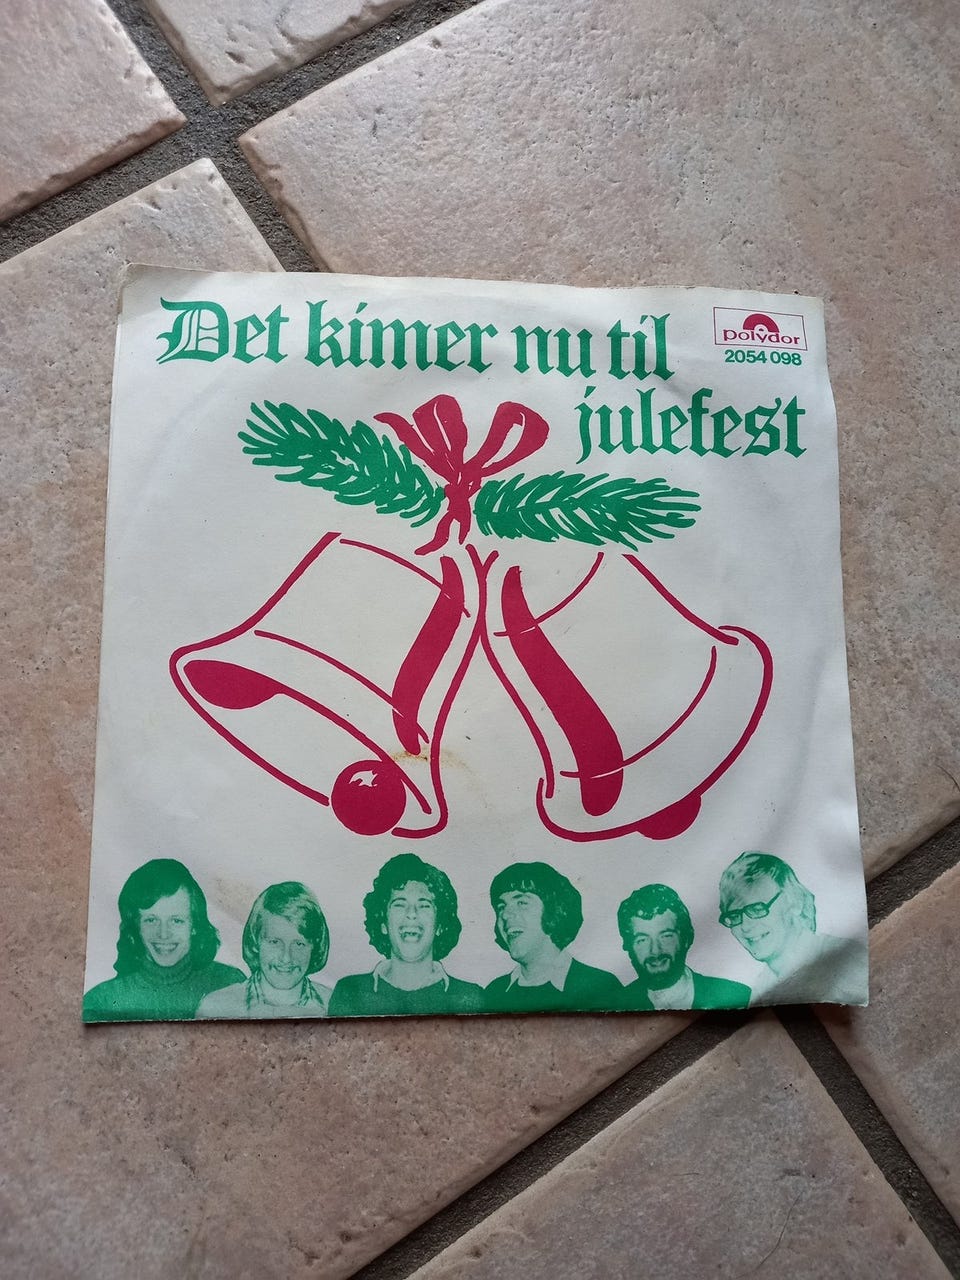 Det kimer nu til
julefest
polydor
2054 098